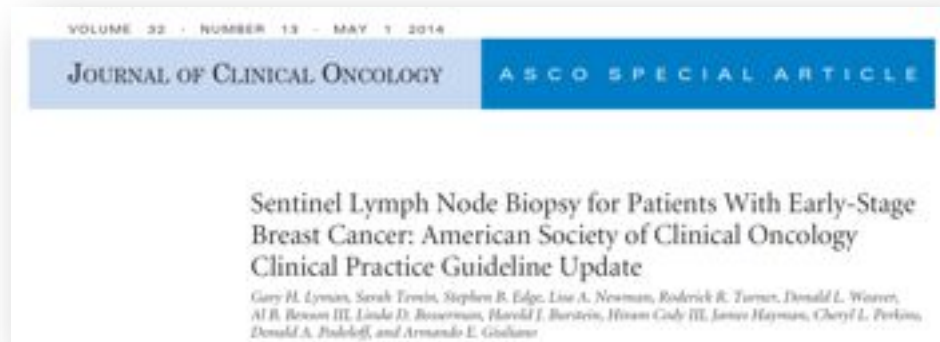 VOLUME 32 · NUMBER 13 · MAY 1 2014
JOURNAL OF CLINICAL ONCOLOGY
ASCO SPECIAL ARTICLE
Sentinel Lymph Node Biopsy for Patients With Early-Stage
Breast Cancer: American Society of Clinical Oncology
Clinical Practice Guideline Update
Gary H. Lyman, Sarah Temin, Stephen B. Edge, Lisa A. Newman, Roderick R. Turner, Donald L. Weaver,
Al B. Benson III, Linda D. Bosserman, Harold J. Burstein, Hiram Cody III, James Hayman, Cheryl L. Perkins,
Donald A. Podoloff, and Armando E. Giuliano